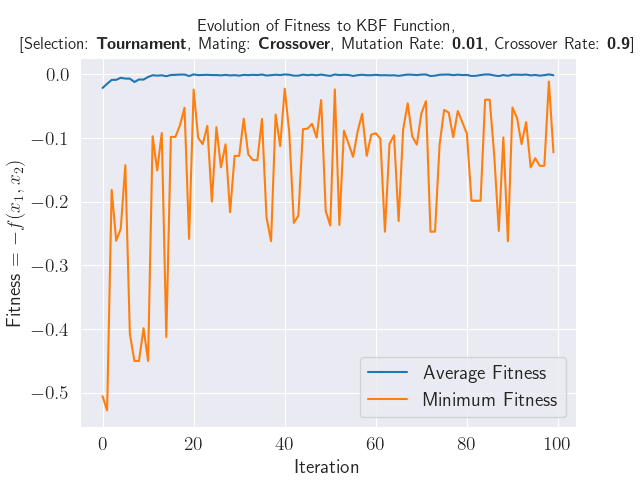 Evolution of Fitness to KBF Function,
[Selection: Tournament, Mating: Crossover, Mutation Rate: 0.01, Crossover Rate: 0.9]
0.0
−0.1
−0.2
−0.3
−0.4
−0.5
Fitness = −f(x₁, x₂)
Average Fitness
Minimum Fitness
0 20 40 60 80 100
Iteration